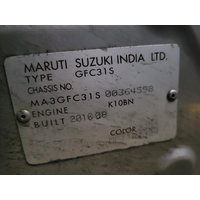 MARUTI SUZUKI INDIA LTD.
TYPE GFC31S
CHASSIS NO.
MA3GFC31S 00364598
ENGINE K10BN
BUILT 201608
COLOR